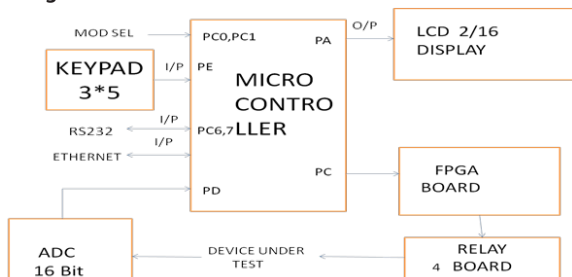 MOD SEL
PC0,PC1
PA
O/P
LCD 2/16
DISPLAY
KEYPAD
3*5
I/P
PE
MICRO
CONTRO
LLER
RS232
I/P
PC6,7
ETHERNET
I/P
PC
FPGA
BOARD
PD
ADC
16 Bit
DEVICE UNDER
TEST
RELAY
4 BOARD